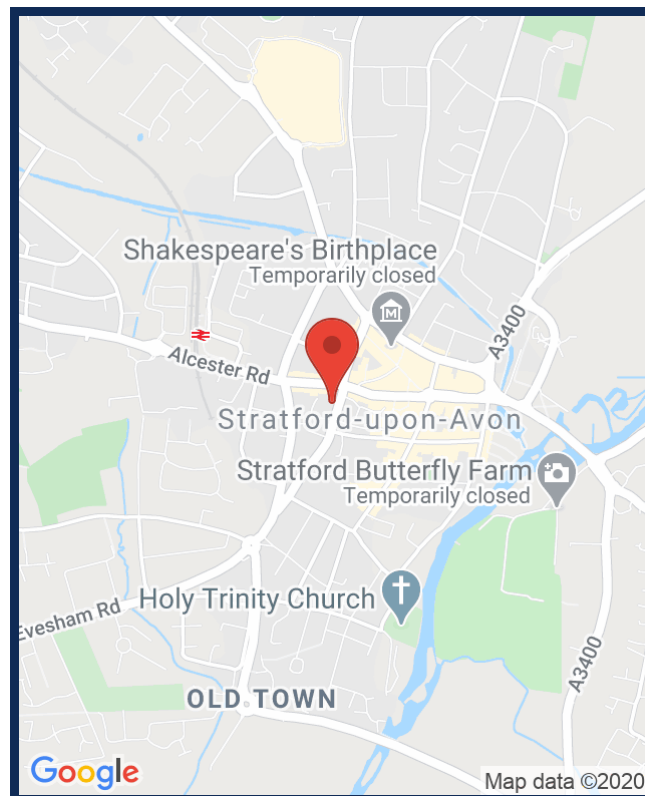 Shakespeare's Birthplace
Temporarily closed
A3400
Alcester Rd
Stratford-upon-Avon
Stratford Butterfly Farm
Temporarily closed
Holy Trinity Church
Evesham Rd
A3400
OLD TOWN
Google
Map data ©2020